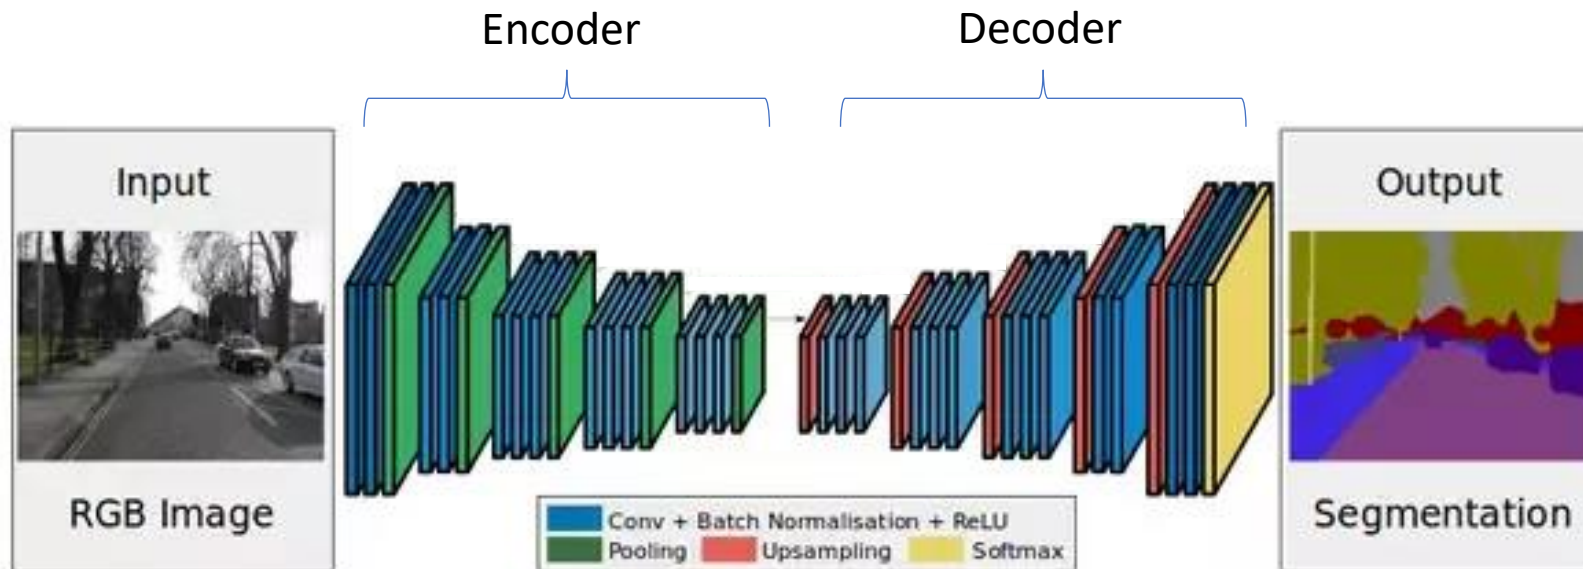 Encoder
Decoder
Input
RGB Image
Output
Segmentation
Conv + Batch Normalisation + ReLU
Pooling Upsampling Softmax